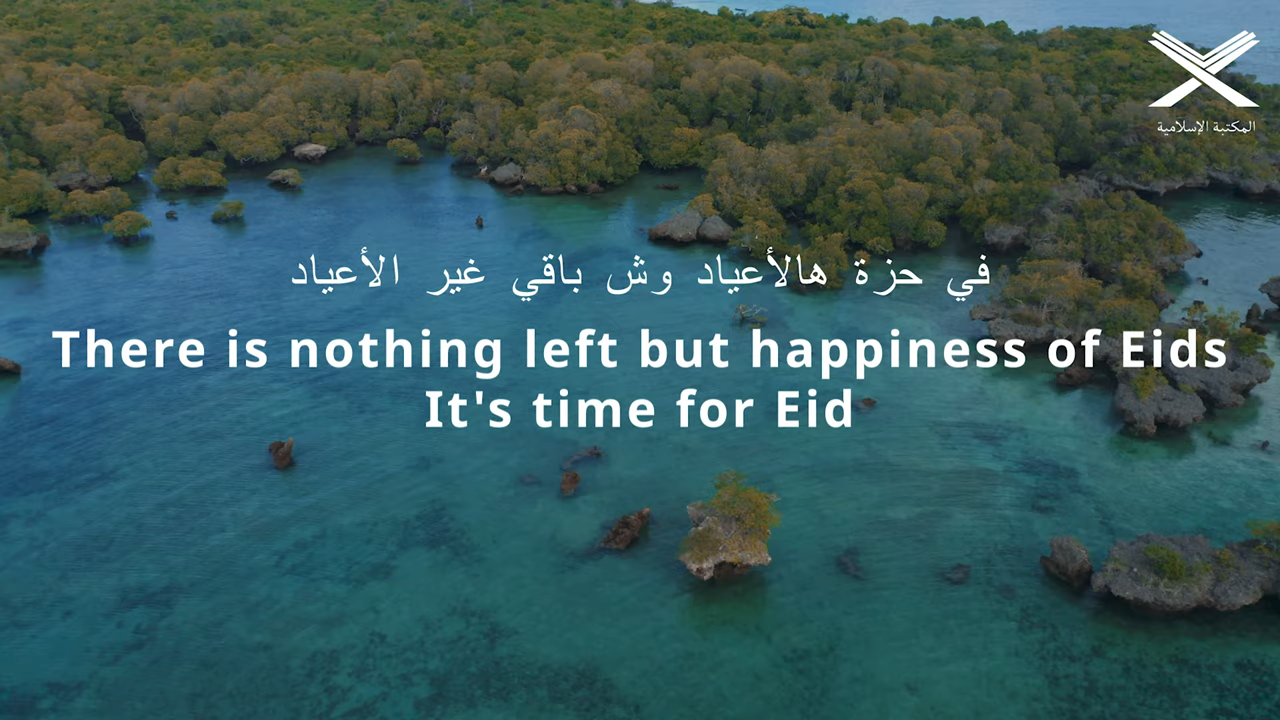 المكتبة الإسلامية
في حزة هالأعياد وش باقي غير الأعياد
There is nothing left but happiness of Eids
It's time for Eid